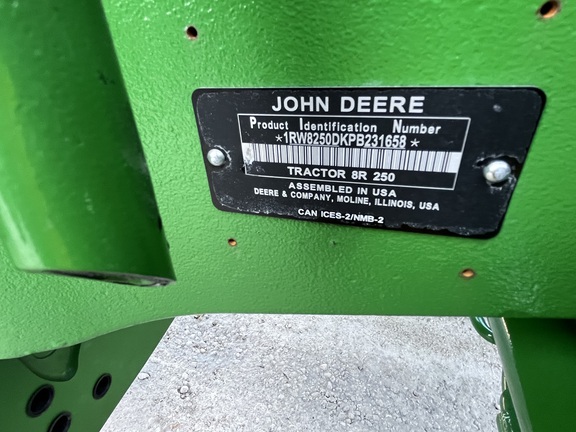 JOHN DEERE
Product Identification Number
*1RW8250DKPB231658*
TRACTOR 8R 250
ASSEMBLED IN USA
DEERE & COMPANY, MOLINE, ILLINOIS, USA
CAN ICES-2/NMB-2